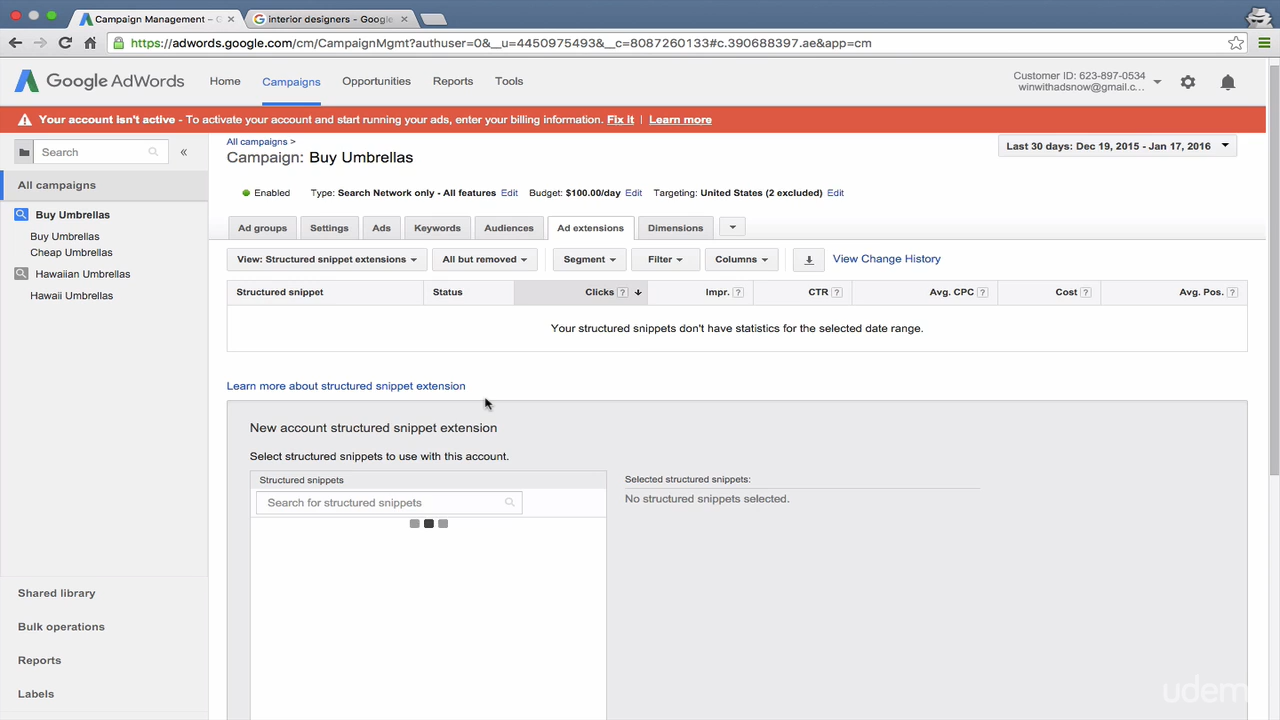 Campaign Management – G
interior designers - Google
https://adwords.google.com/cm/CampaignMgmt?authuser=0&__u=4450975493&__c=8087260133#c.390688397.ae&app=cm
Google AdWords
Home
Campaigns
Opportunities
Reports
Tools
Customer ID: 623-897-0534
winwithadsnow@gmail.c...
Your account isn't active - To activate your account and start running your ads, enter your billing information. Fix it | Learn more
Search
«
All campaigns
Buy Umbrellas
Buy Umbrellas
Cheap Umbrellas
Hawaiian Umbrellas
Hawaii Umbrellas
Shared library
Bulk operations
Reports
Labels
All campaigns >
Campaign: Buy Umbrellas
Last 30 days: Dec 19, 2015 - Jan 17, 2016
Enabled Type: Search Network only - All features Edit Budget: $100.00/day Edit Targeting: United States (2 excluded) Edit
Ad groups Settings Ads Keywords Audiences Ad extensions Dimensions
View: Structured snippet extensions All but removed Segment Filter Columns View Change History
Structured snippet Status Clicks ? Impr. ? CTR ? Avg. CPC ? Cost ? Avg. Pos. ?
Your structured snippets don't have statistics for the selected date range.
Learn more about structured snippet extension
New account structured snippet extension
Select structured snippets to use with this account.
Structured snippets
Search for structured snippets
Selected structured snippets:
No structured snippets selected.
udemy